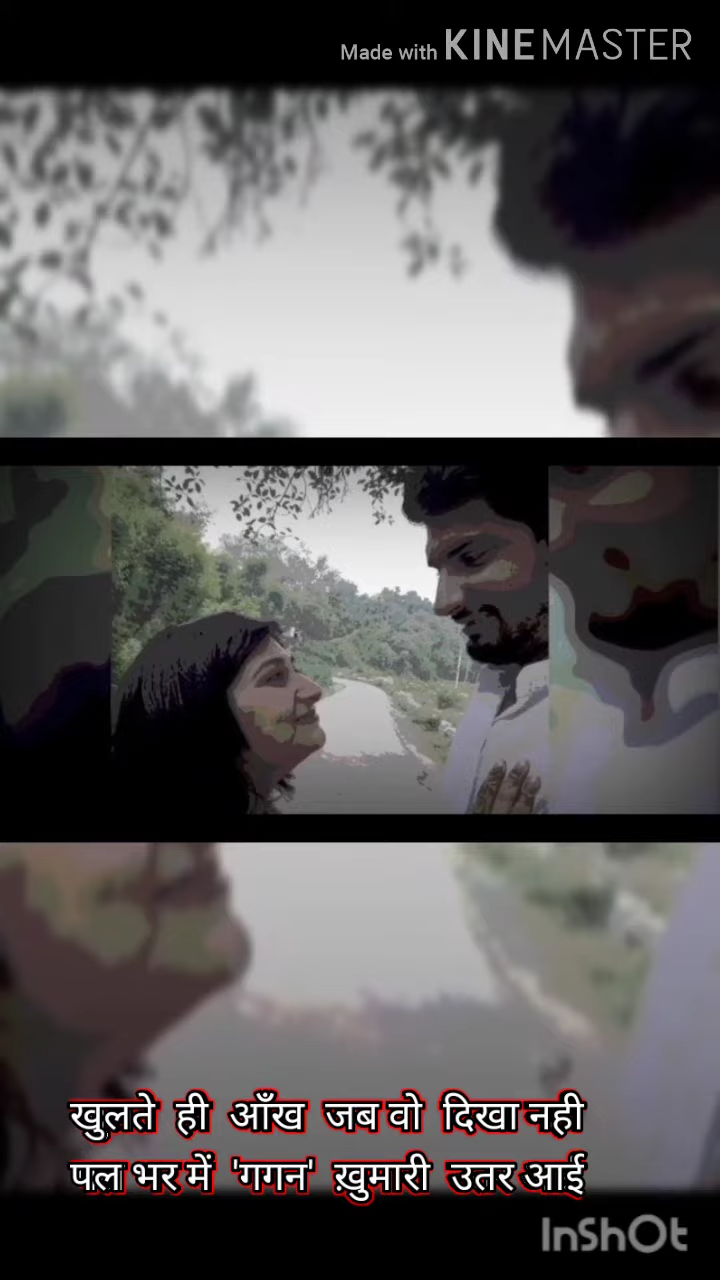 Made with KINEMASTER
खुलते ही आँख जब वो दिखा नही
पल भर में 'गगन' ख़ुमारी उतर आई
InShOt